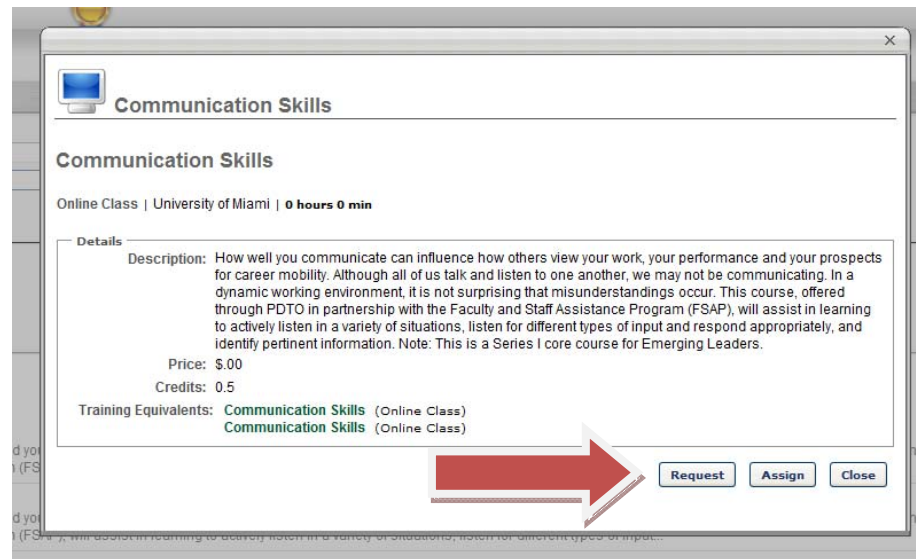 ×
Communication Skills
Communication Skills
Online Class | University of Miami | 0 hours 0 min
Details
Description: How well you communicate can influence how others view your work, your performance and your prospects
for career mobility. Although all of us talk and listen to one another, we may not be communicating. In a
dynamic working environment, it is not surprising that misunderstandings occur. This course, offered
through PDTO in partnership with the Faculty and Staff Assistance Program (FSAP), will assist in learning
to actively listen in a variety of situations, listen for different types of input and respond appropriately, and
identify pertinent information. Note: This is a Series I core course for Emerging Leaders.
Price: $.00
Credits: 0.5
Training Equivalents: Communication Skills (Online Class)
Communication Skills (Online Class)
Request Assign Close